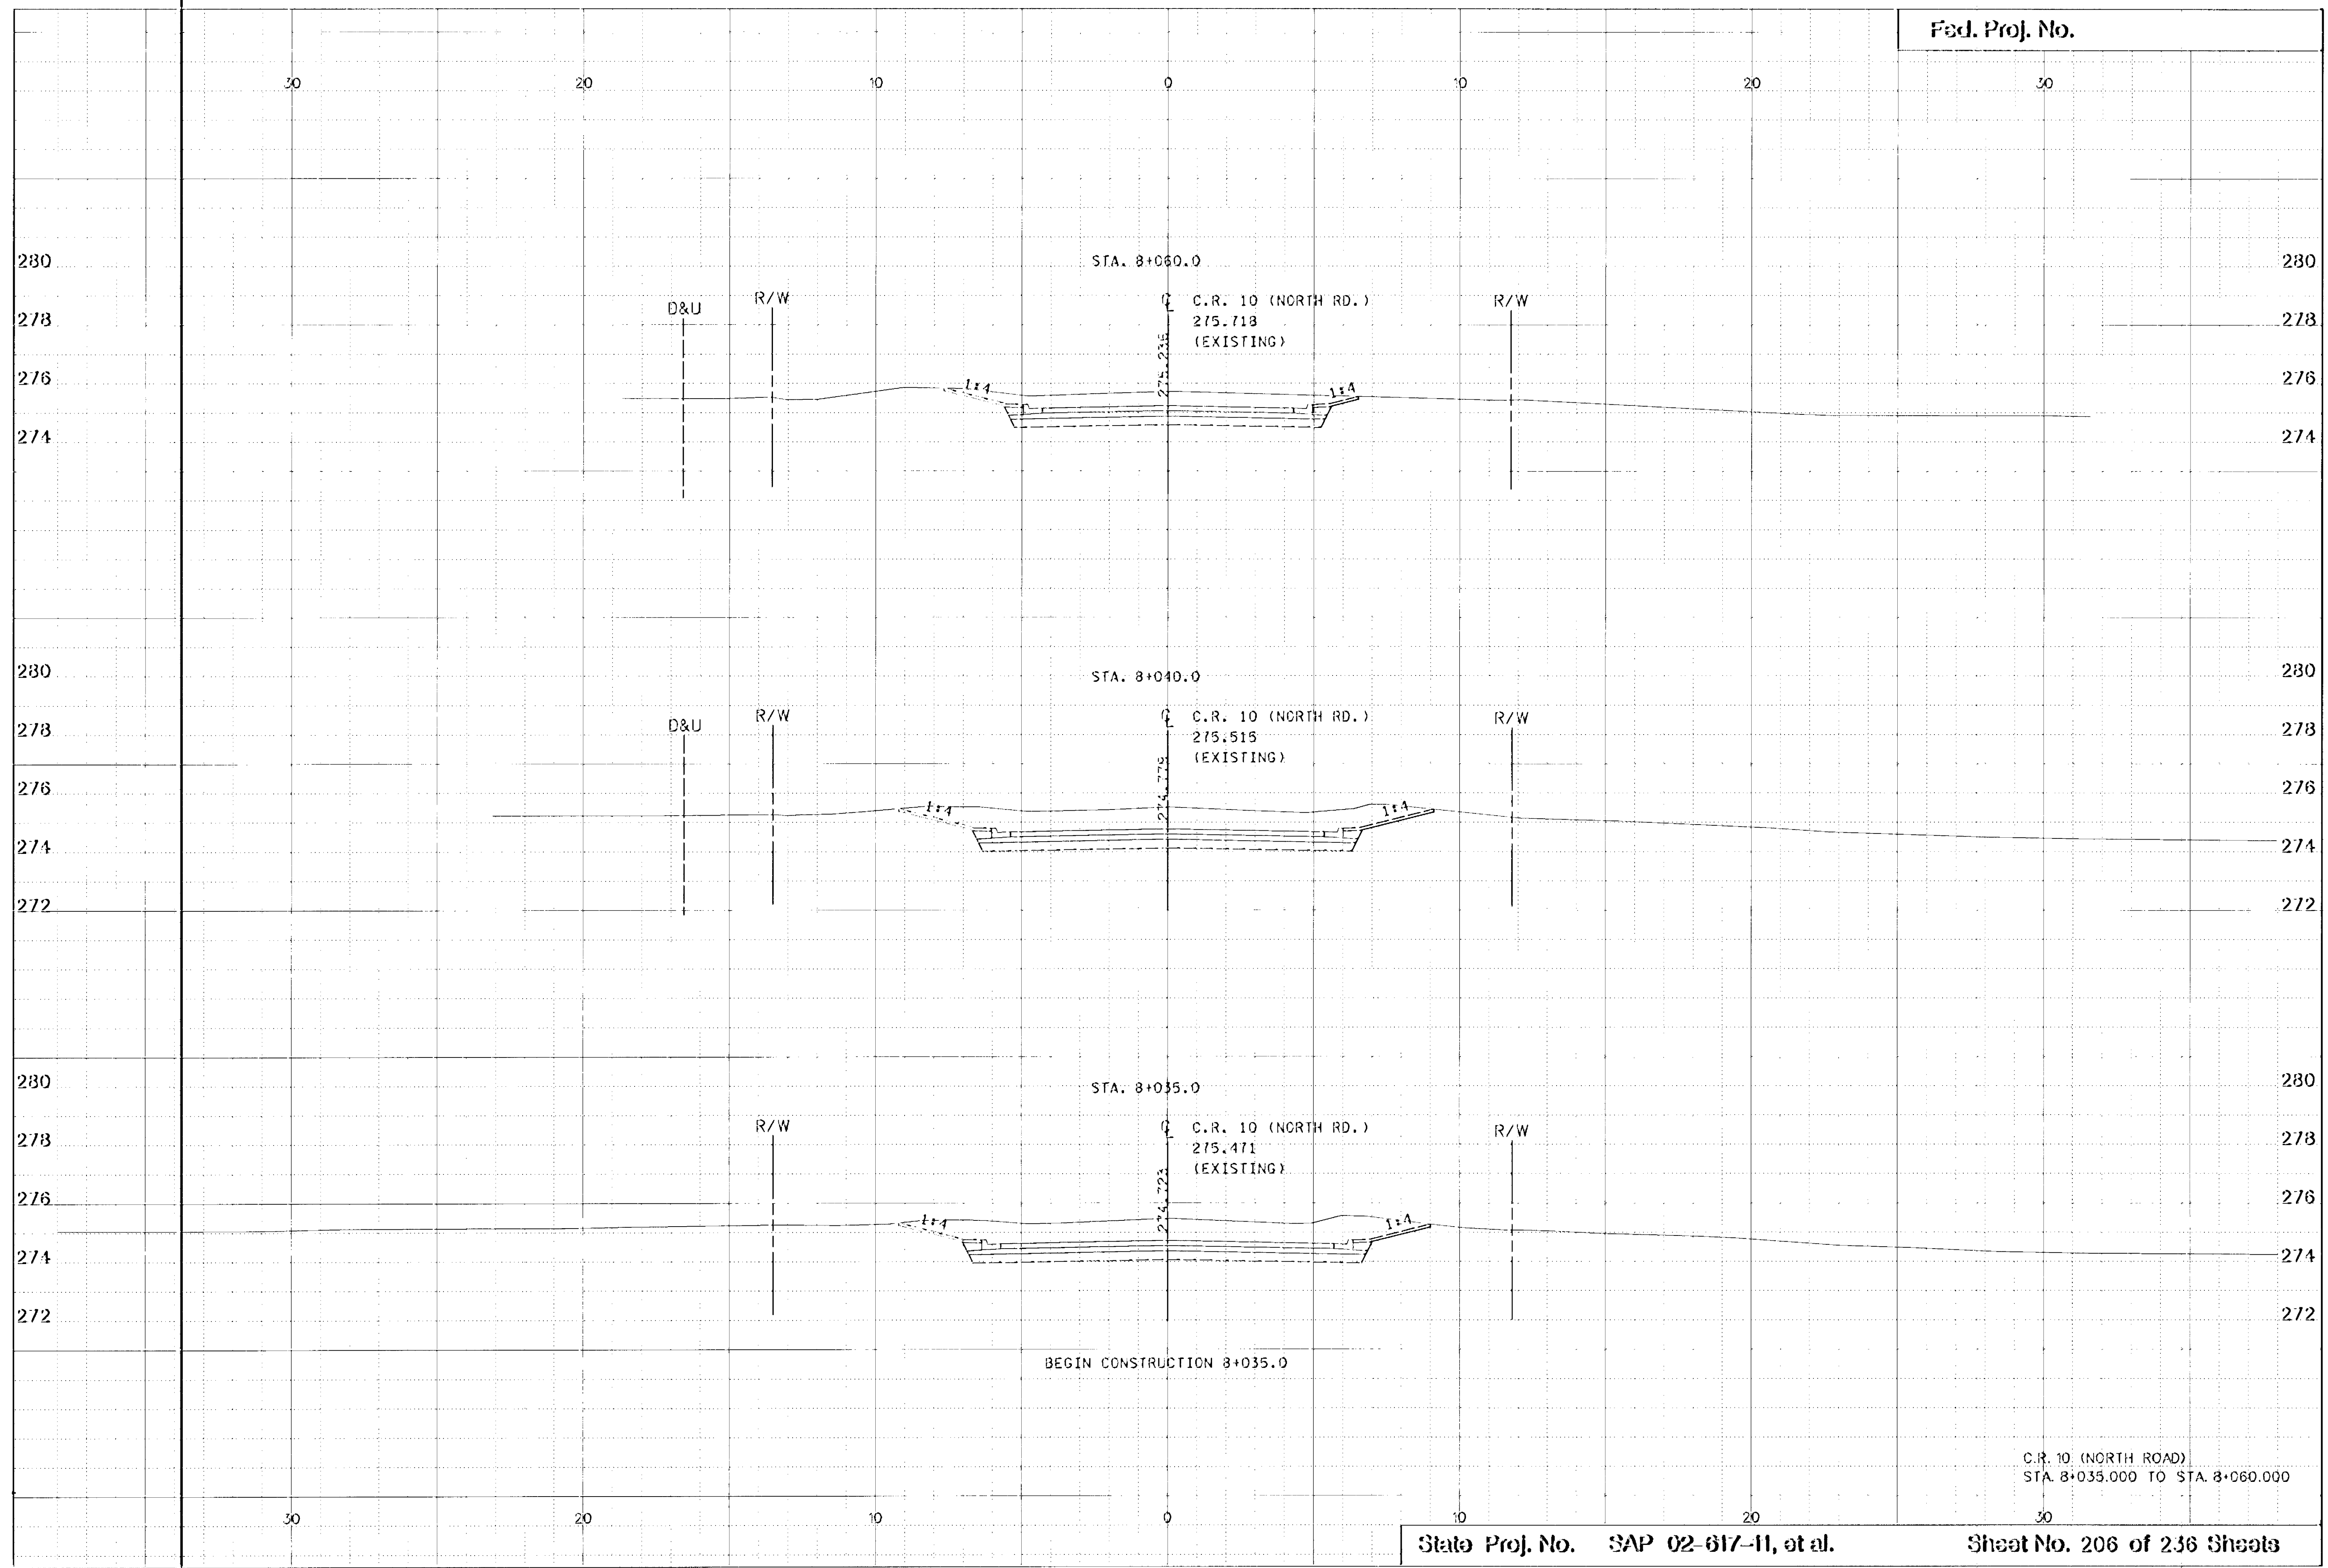 Fed. Proj. No.
30 20 10 0 10 20 30
STA. 8+060.0
280 280
D&U R/W ℄ C.R. 10 (NORTH RD.) R/W
278 275.718 278
(EXISTING)
275.235
276 1:4 1:4 276
274 274
280 STA. 8+040.0 280
D&U R/W ℄ C.R. 10 (NORTH RD.) R/W
278 275.515 278
(EXISTING)
276 276
1:4 1:4
274 274
272 272
280 STA. 8+035.0 280
R/W ℄ C.R. 10 (NORTH RD.) R/W
278 275.471 278
(EXISTING)
274.723
276 276
1:4 1:4
274 274
272 272
BEGIN CONSTRUCTION 8+035.0
C.R. 10 (NORTH ROAD)
STA. 8+035.000 TO STA. 8+060.000
30 20 10 0 10 20 30
State Proj. No. SAP 02-617-11, et al. Sheet No. 206 of 236 Sheets